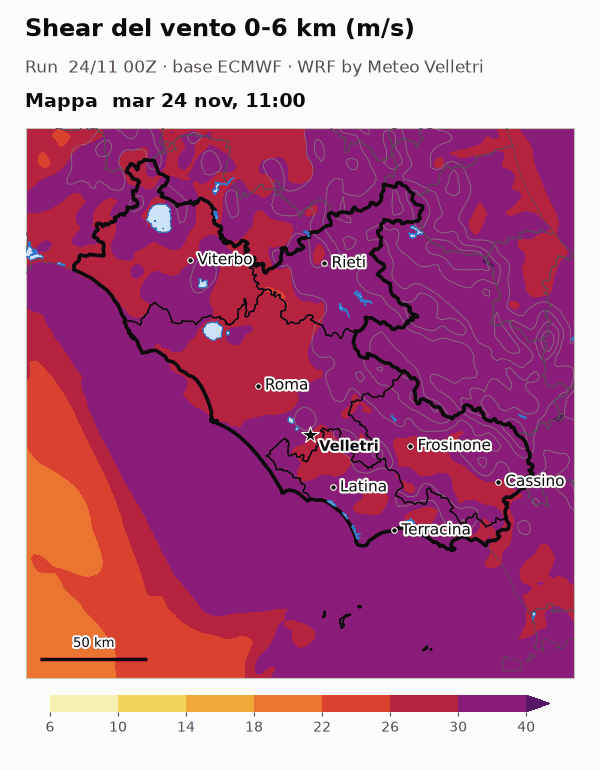 Shear del vento 0-6 km (m/s)
Run  24/11 00Z · base ECMWF · WRF by Meteo Velletri
Mappa  mar 24 nov, 11:00
Viterbo
Rieti
Roma
Velletri
Frosinone
Latina
Cassino
Terracina
50 km
6 10 14 18 22 26 30 40